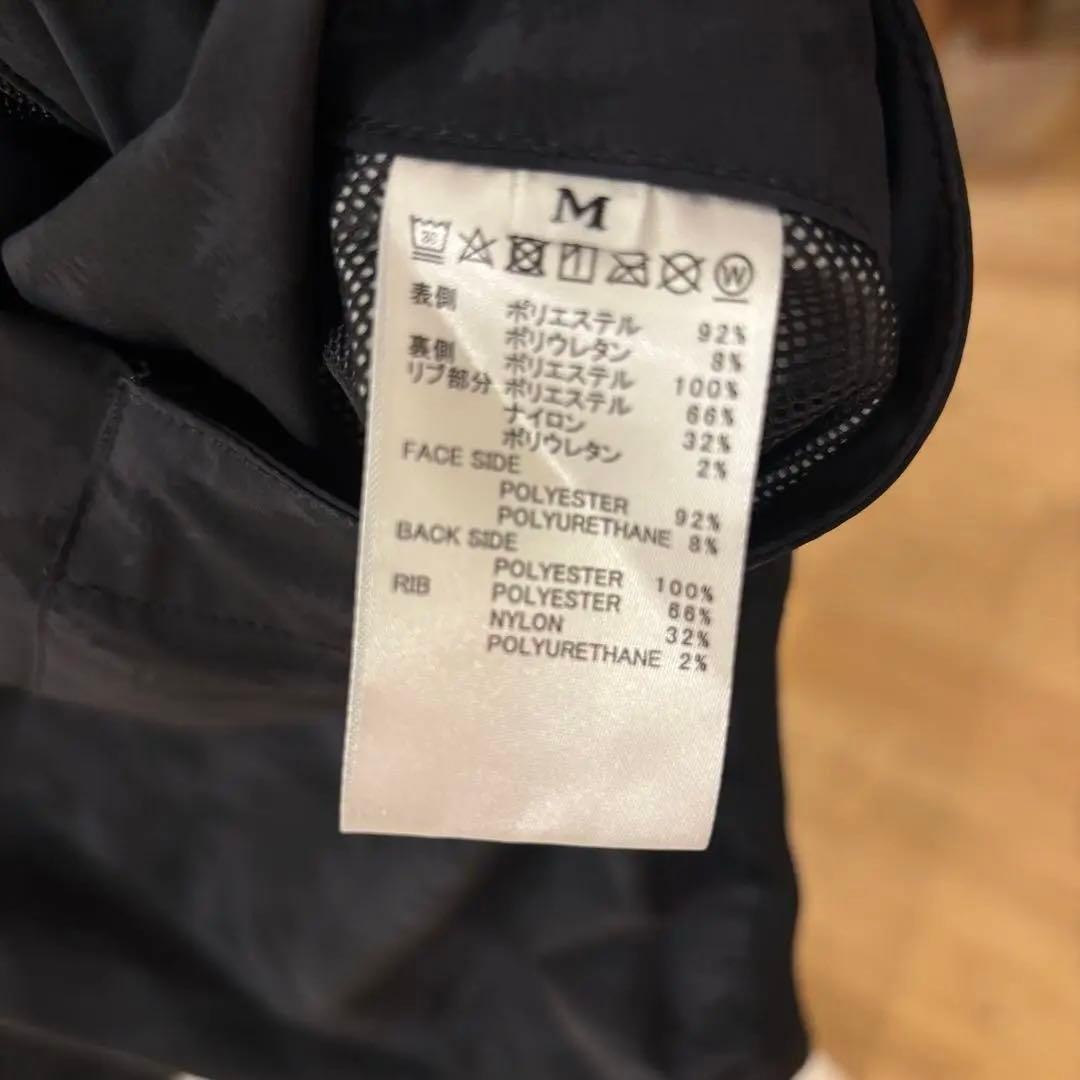 M
30
W
表側 ポリエステル 92%
ポリウレタン 8%
裏側 ポリエステル 100%
リブ部分 ポリエステル 66%
ナイロン 32%
ポリウレタン 2%
FACE SIDE
POLYESTER 92%
POLYURETHANE 8%
BACK SIDE
POLYESTER 100%
RIB POLYESTER 66%
NYLON 32%
POLYURETHANE 2%